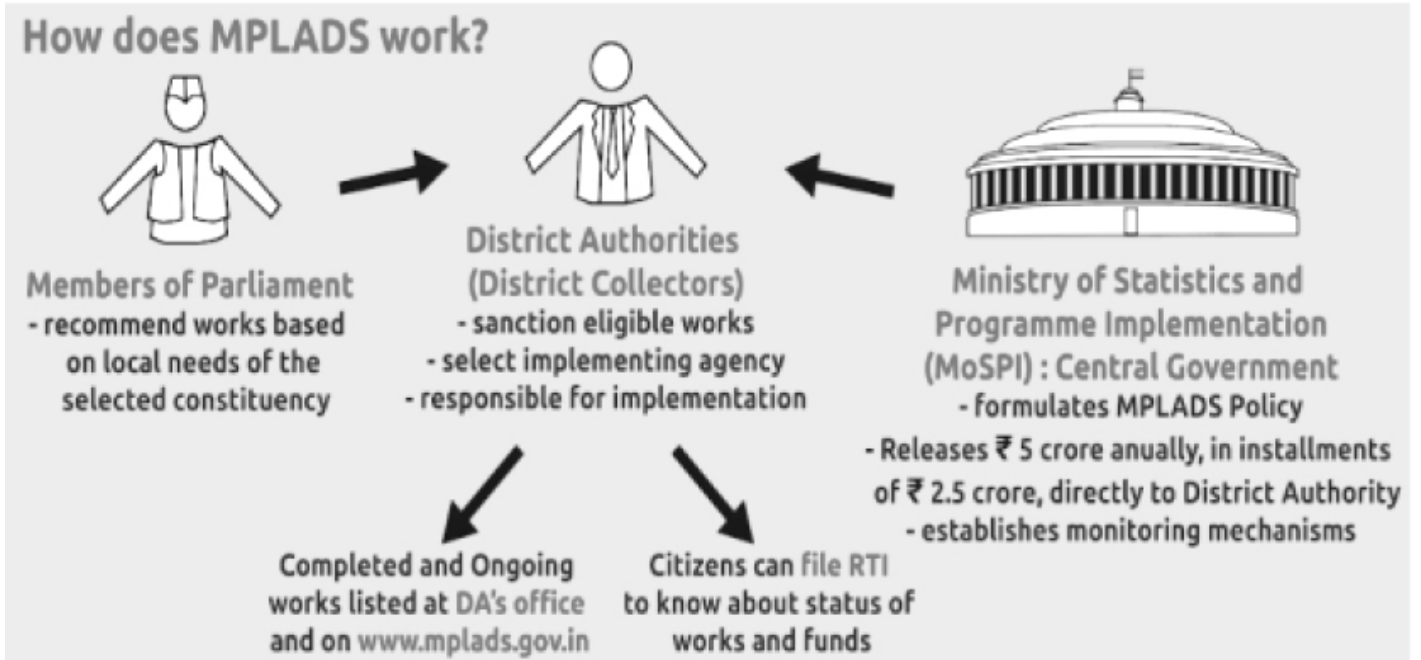 How does MPLADS work?
Members of Parliament
- recommend works based
on local needs of the
selected constituency
District Authorities
(District Collectors)
- sanction eligible works
- select implementing agency
- responsible for implementation
Ministry of Statistics and
Programme Implementation
(MoSPI) : Central Government
- formulates MPLADS Policy
- Releases ₹ 5 crore anually, in installments
of ₹ 2.5 crore, directly to District Authority
- establishes monitoring mechanisms
Completed and Ongoing
works listed at DA's office
and on www.mplads.gov.in
Citizens can file RTI
to know about status of
works and funds